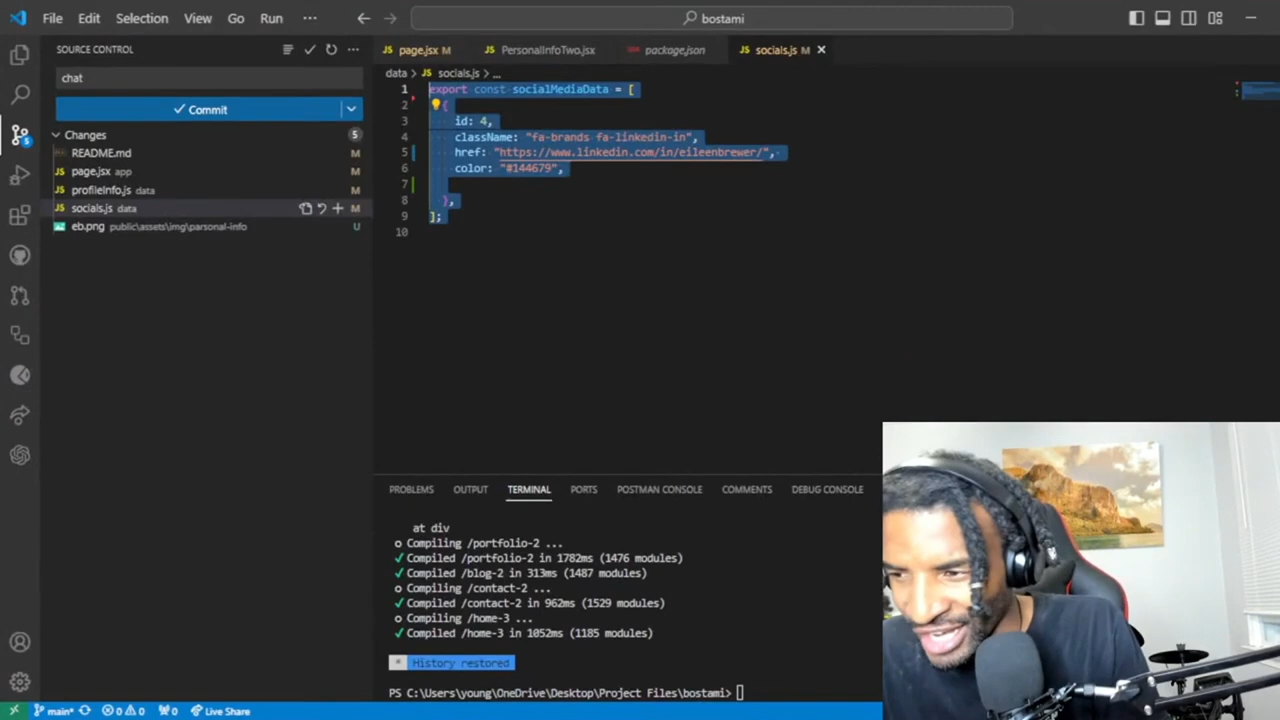 File Edit Selection View Go Run ··· bostami
SOURCE CONTROL
chat
Commit
Changes 5
README.md M
page.jsx app M
profileInfo.js data M
socials.js data M
eb.png public\assets\img\parsonal-info U
page.jsx M PersonalInfoTwo.jsx package.json socials.js M
data > socials.js > ...
1 export const socialMediaData = [
2 {
3 id: 4,
4 className: "fa-brands fa-linkedin-in",
5 href: "https://www.linkedin.com/in/eileenbrewer/",
6 color: "#144679",
7
8 },
9 ];
10
PROBLEMS OUTPUT TERMINAL PORTS POSTMAN CONSOLE COMMENTS DEBUG CONSOLE
at div
Compiling /portfolio-2 ...
✓ Compiled /portfolio-2 in 1782ms (1476 modules)
✓ Compiled /blog-2 in 313ms (1487 modules)
Compiling /contact-2 ...
✓ Compiled /contact-2 in 962ms (1529 modules)
Compiling /home-3 ...
✓ Compiled /home-3 in 1052ms (1185 modules)
* History restored
PS C:\Users\young\OneDrive\Desktop\Project Files\bostami>
main* 0 0 0 Live Share